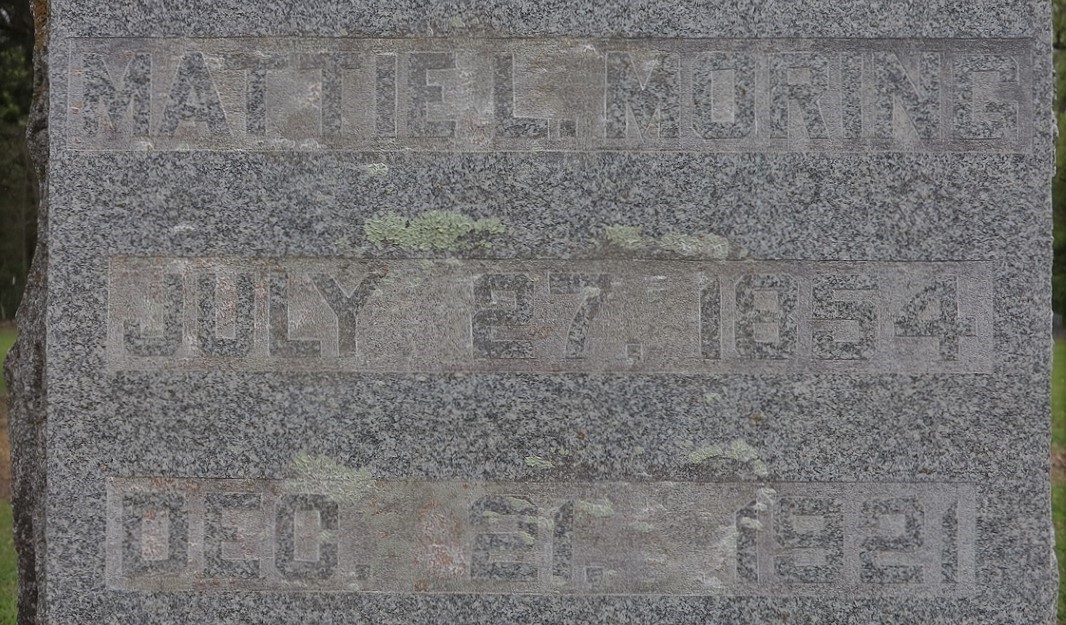 MATTIE L. MORING
JULY 27, 1854
DEC. 21, 1921